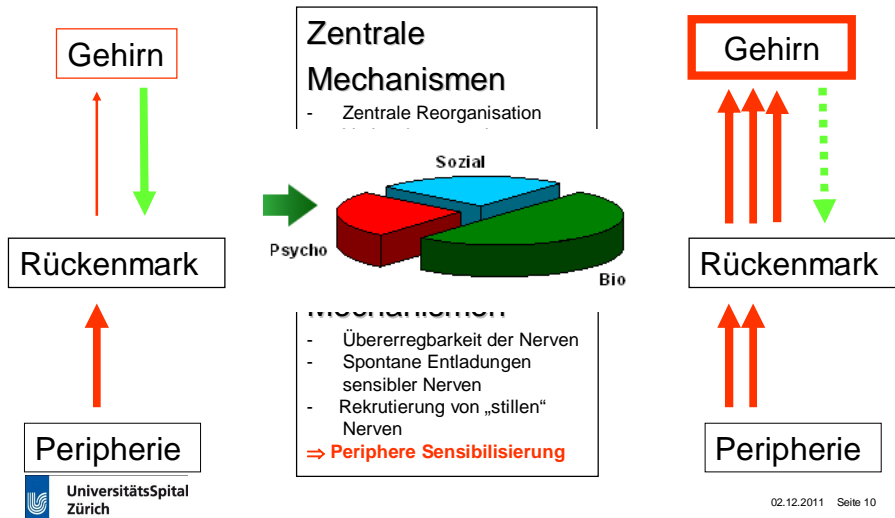 Gehirn
Rückenmark
Peripherie
Zentrale
Mechanismen
- Zentrale Reorganisation
Sozial
Psycho
Bio
Mechanismen
- Übererregbarkeit der Nerven
- Spontane Entladungen
sensibler Nerven
- Rekrutierung von „stillen“
Nerven
⇒ Periphere Sensibilisierung
Gehirn
Rückenmark
Peripherie
UniversitätsSpital
Zürich
02.12.2011 Seite 10